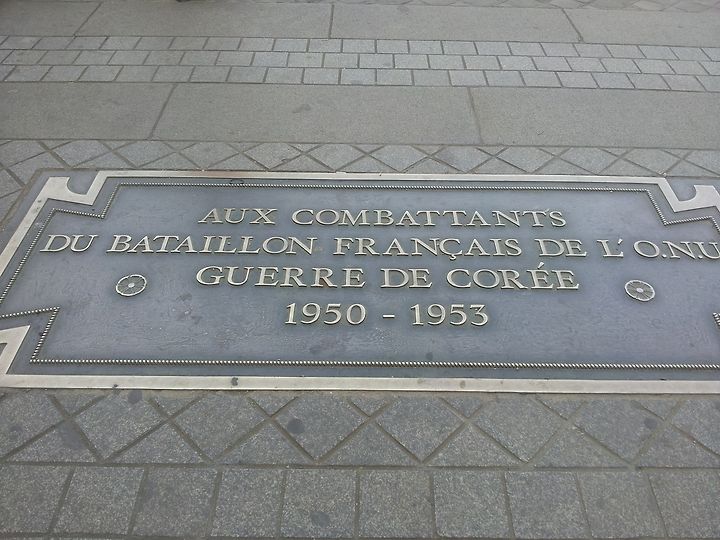 AUX COMBATTANTS
DU BATAILLON FRANÇAIS DE L'O.N.U
GUERRE DE CORÉE
1950 - 1953